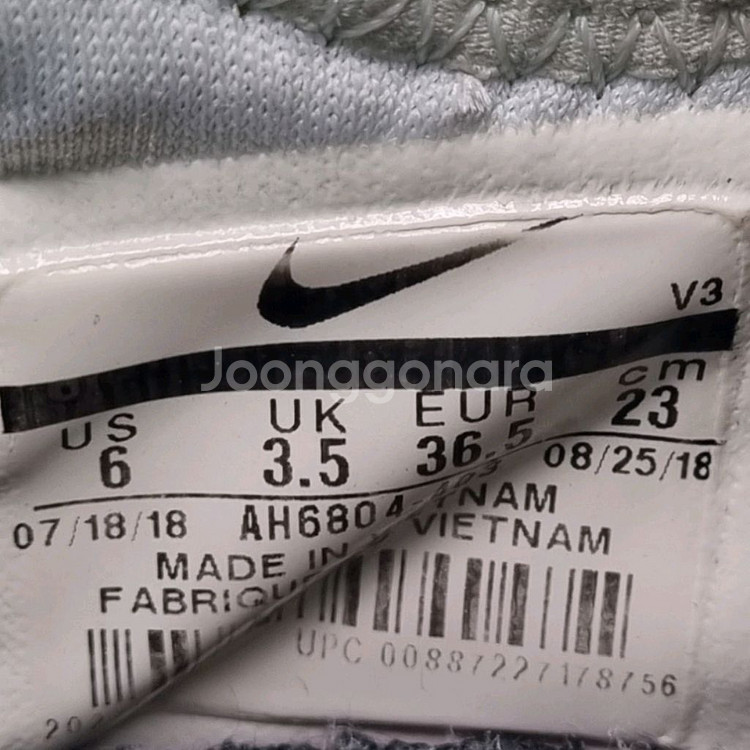 V3
Joonggonara
US UK EUR cm
6 3.5 36.5 23
07/18/18 AH6804 08/25/18
MADE IN VIETNAM
UPC 00887227178756